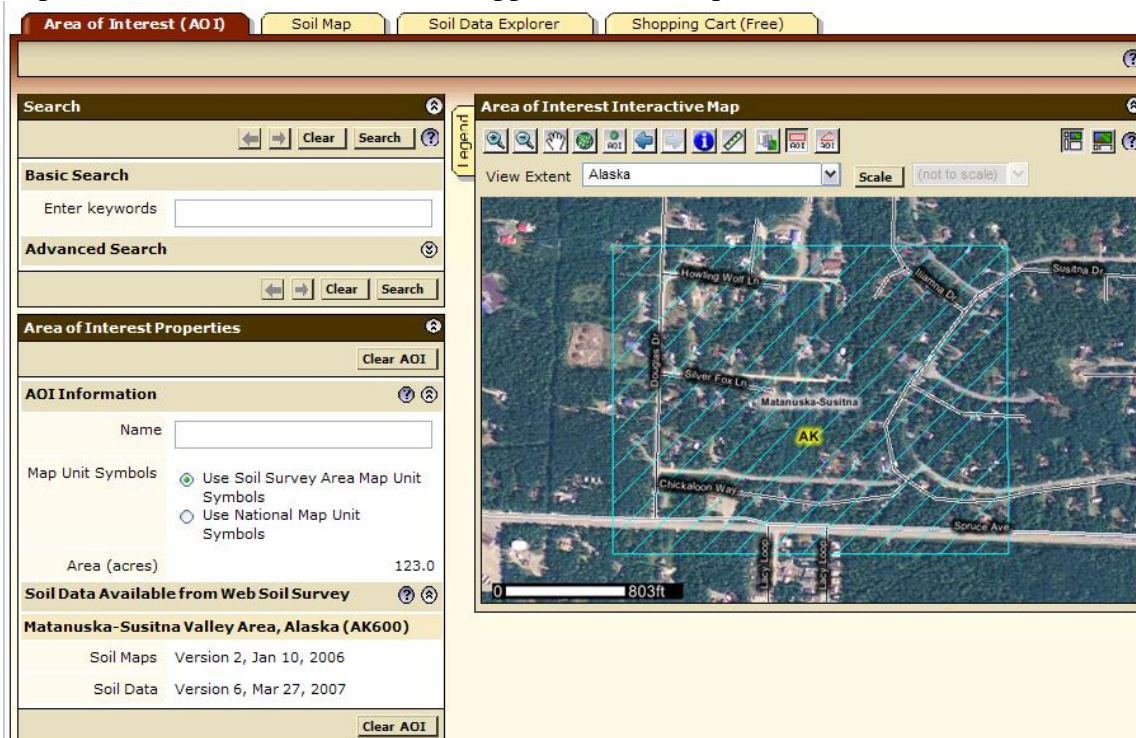 Area of Interest (AOI)
Soil Map
Soil Data Explorer
Shopping Cart (Free)
Search
Clear
Search
Basic Search
Enter keywords
Advanced Search
Clear
Search
Area of Interest Properties
Clear AOI
AOI Information
Name
Map Unit Symbols
Use Soil Survey Area Map Unit
Symbols
Use National Map Unit
Symbols
Area (acres)
123.0
Soil Data Available from Web Soil Survey
Matanuska-Susitna Valley Area, Alaska (AK600)
Soil Maps
Version 2, Jan 10, 2006
Soil Data
Version 6, Mar 27, 2007
Clear AOI
Legend
Area of Interest Interactive Map
AOI
AOI
AOI
View Extent
Alaska
Scale
(not to scale)
Howling Wolf Ln
Iliamna Dr
Susitna Dr
Douglas Dr
Silver Fox Ln
Matanuska-Susitna
AK
Chickaloon Way
Spruce Ave
Lacy Loop
Lacy Loop
0
803ft